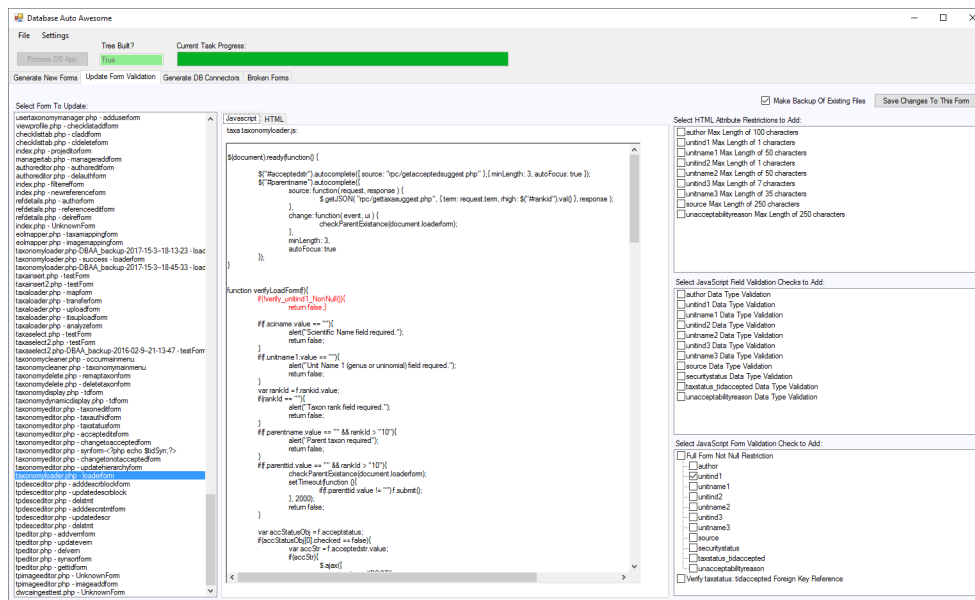 Database Auto Awesome
File Settings
Tree Built? Current Task Progress:
Process DB App True
Generate New Forms Update Form Validation Generate DB Connectors Broken Forms
Make Backup Of Existing Files Save Changes To This Form
Select Form To Update:
usertaxonomymanager.php - adduserform
viewprofile.php - checklistaddform
checklisttab.php - claddform
checklisttab.php - cldeleteform
index.php - projeditorform
managertab.php - manageraddform
authoreditor.php - authoreditform
authoreditor.php - delauthform
index.php - filterrefform
index.php - newreferenceform
refdetails.php - authorform
refdetails.php - referenceeditform
refdetails.php - delrefform
index.php - UnknownForm
eolmapper.php - taxamappingform
eolmapper.php - imagemappingform
taxonomyloader.php-DBAA_backup-2017-15-3--18-13-23 - load
taxonomyloader.php - success - loaderform
taxonomyloader.php-DBAA_backup-2017-15-3--18-45-33 - load
taxainsert.php - testForm
taxainsert2.php - testForm
taxaloader.php - mapform
taxaloader.php - transferform
taxaloader.php - uploadform
taxaloader.php - itisuploadform
taxaloader.php - analyzeform
taxaselect.php - testForm
taxaselect2.php - testForm
taxaselect2.php-DBAA_backup-2016-02-9--21-13-47 - testForm
taxonomycleaner.php - occurmainmenu
taxonomycleaner.php - taxonomymainmenu
taxonomydelete.php - remaptaxonform
taxonomydelete.php - deletetaxonform
taxonomydisplay.php - tdform
taxonomydynamicdisplay.php - tdform
taxonomyeditor.php - taxoneditform
taxonomyeditor.php - taxauthidform
taxonomyeditor.php - taxstatusform
taxonomyeditor.php - acceptedditsform
taxonomyeditor.php - changetoacceptedform
taxonomyeditor.php - synform-<?php echo $tidSyn;?>
taxonomyeditor.php - changetonotacceptedform
taxonomyeditor.php - updatehierarchyform
taxonomyloader.php - loaderform
tpdesceditor.php - adddescrblockform
tpdesceditor.php - updatedescrblock
tpdesceditor.php - delstmt
tpdesceditor.php - adddescrstmtform
tpdesceditor.php - updatedescr
tpdesceditor.php - delstmt
tpeditor.php - addvernform
tpeditor.php - updatevern
tpeditor.php - delvern
tpeditor.php - synsortform
tpeditor.php - gettidform
tpimageeditor.php - UnknownForm
tpimageeditor.php - imageaddform
dwcaingesttest.php - UnknownForm
Javascript HTML
taxa.taxonomyloader.js:
$(document).ready(function() {
$("#acceptedstr").autocomplete({ source: "rpc/getacceptedsuggest.php" },{ minLength: 3, autoFocus: true });
$("#parentname").autocomplete({
source: function( request, response ) {
$.getJSON( "rpc/gettaxasuggest.php", { term: request.term, rhigh: $("#rankid").val() }, response );
},
change: function( event, ui ) {
checkParentExistance(document.loaderform);
},
minLength: 3,
autoFocus: true
});
}
function verifyLoadForm(f){
if(!verify_unitind1_NonNull()){
return false;}
if(f.sciname.value == ""){
alert("Scientific Name field required.");
return false;
}
if(f.unitname1.value == ""){
alert("Unit Name 1 (genus or uninomial) field required.");
return false;
}
var rankId = f.rankid.value;
if(rankId == ""){
alert("Taxon rank field required.");
return false;
}
if(f.parentname.value == "" && rankId > "10"){
alert("Parent taxon required");
return false;
}
if(f.parenttid.value == "" && rankId > "10"){
checkParentExistance(document.loaderform);
setTimeout(function (){
if(f.parenttid.value != "") f.submit();
}, 2000);
return false;
}
var accStatusObj = f.acceptstatus;
if(accStatusObj[0].checked == false){
var accStr = f.acceptedstr.value;
if(accStr){
$.ajax({
Select HTML Attribute Restrictions to Add:
author Max Length of 100 characters
unitind1 Max Length of 1 characters
unitname1 Max Length of 50 characters
unitind2 Max Length of 1 characters
unitname2 Max Length of 50 characters
unitind3 Max Length of 7 characters
unitname3 Max Length of 35 characters
source Max Length of 250 characters
unacceptabilityreason Max Length of 250 characters
Select JavaScript Field Validation Checks to Add:
author Data Type Validation
unitind1 Data Type Validation
unitname1 Data Type Validation
unitind2 Data Type Validation
unitname2 Data Type Validation
unitind3 Data Type Validation
unitname3 Data Type Validation
source Data Type Validation
securitystatus Data Type Validation
taxstatus_tidaccepted Data Type Validation
unacceptabilityreason Data Type Validation
Select JavaScript Form Validation Check to Add:
Full Form Not Null Restriction
author
unitind1
unitname1
unitind2
unitname2
unitind3
unitname3
source
securitystatus
taxstatus_tidaccepted
unacceptabilityreason
Verify taxstatus: tidaccepted Foreign Key Reference